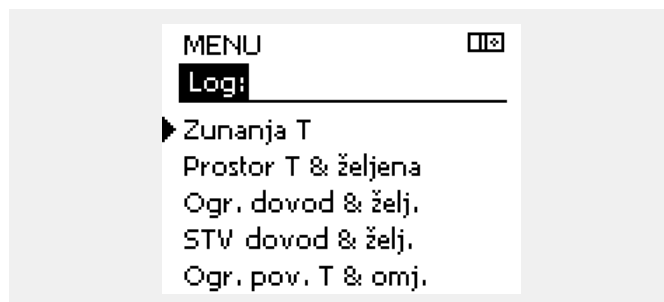 MENU
Log:
Zunanja T
Prostor T & željena
Ogr. dovod & želj.
STV dovod & želj.
Ogr. pov. T & omj.